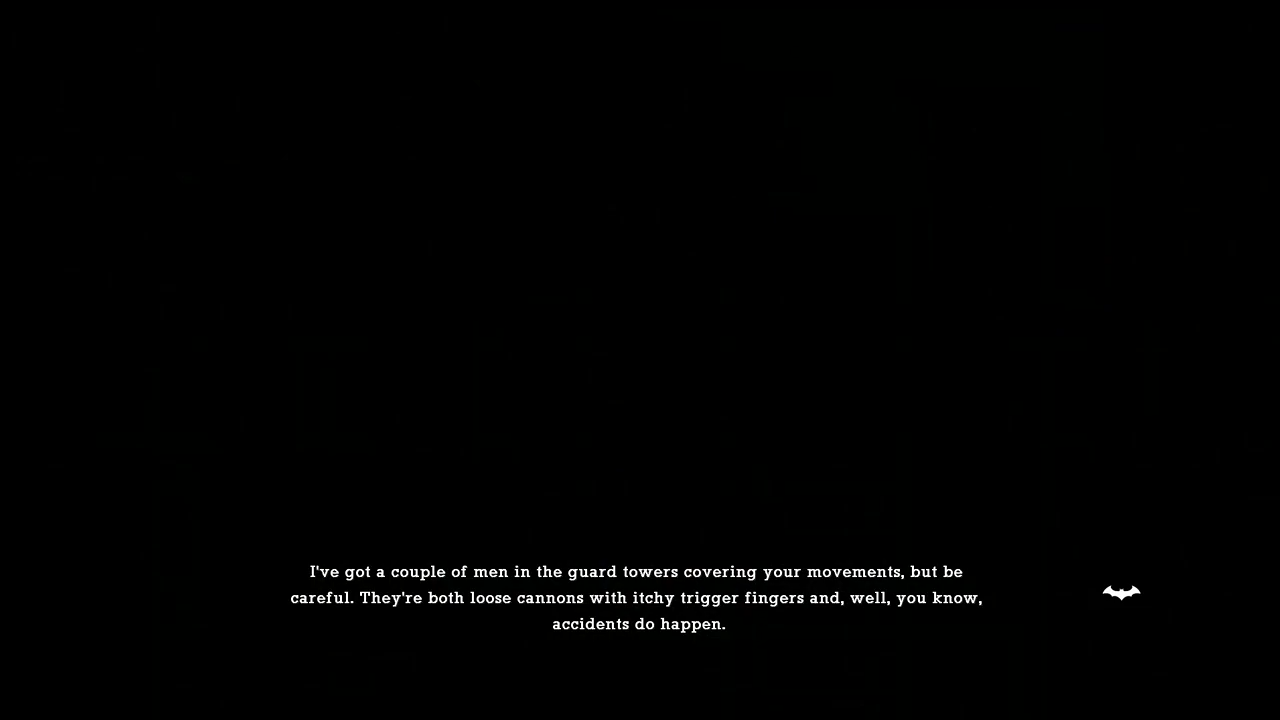 I've got a couple of men in the guard towers covering your movements, but be
careful. They're both loose cannons with itchy trigger fingers and, well, you know,
accidents do happen.